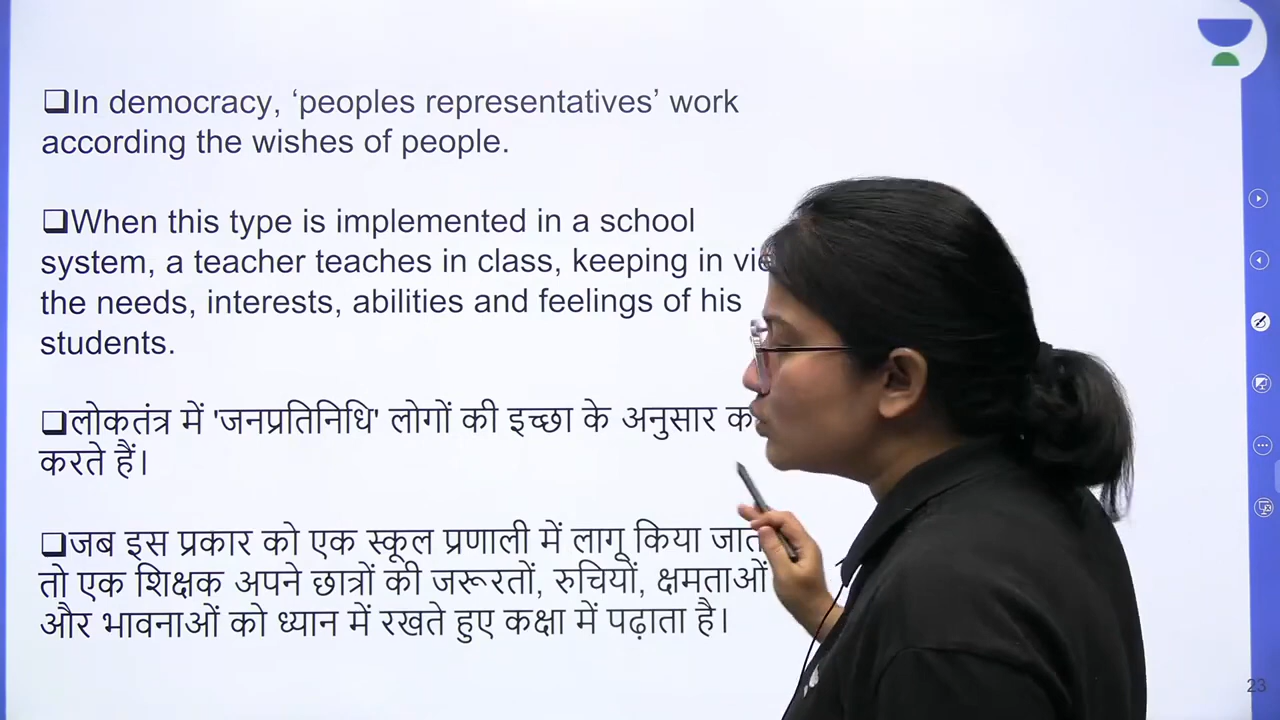 ❑In democracy, ‘peoples representatives’ work
according the wishes of people.
❑When this type is implemented in a school
system, a teacher teaches in class, keeping in
the needs, interests, abilities and feelings of his
students.
❑लोकतंत्र में 'जनप्रतिनिधि' लोगों की इच्छा के अनुसार
करते हैं।
❑जब इस प्रकार को एक स्कूल प्रणाली में लागू किया
तो एक शिक्षक अपने छात्रों की जरूरतों, रुचियों, क्षमताओं
और भावनाओं को ध्यान में रखते हुए कक्षा में पढ़ाता है।
23